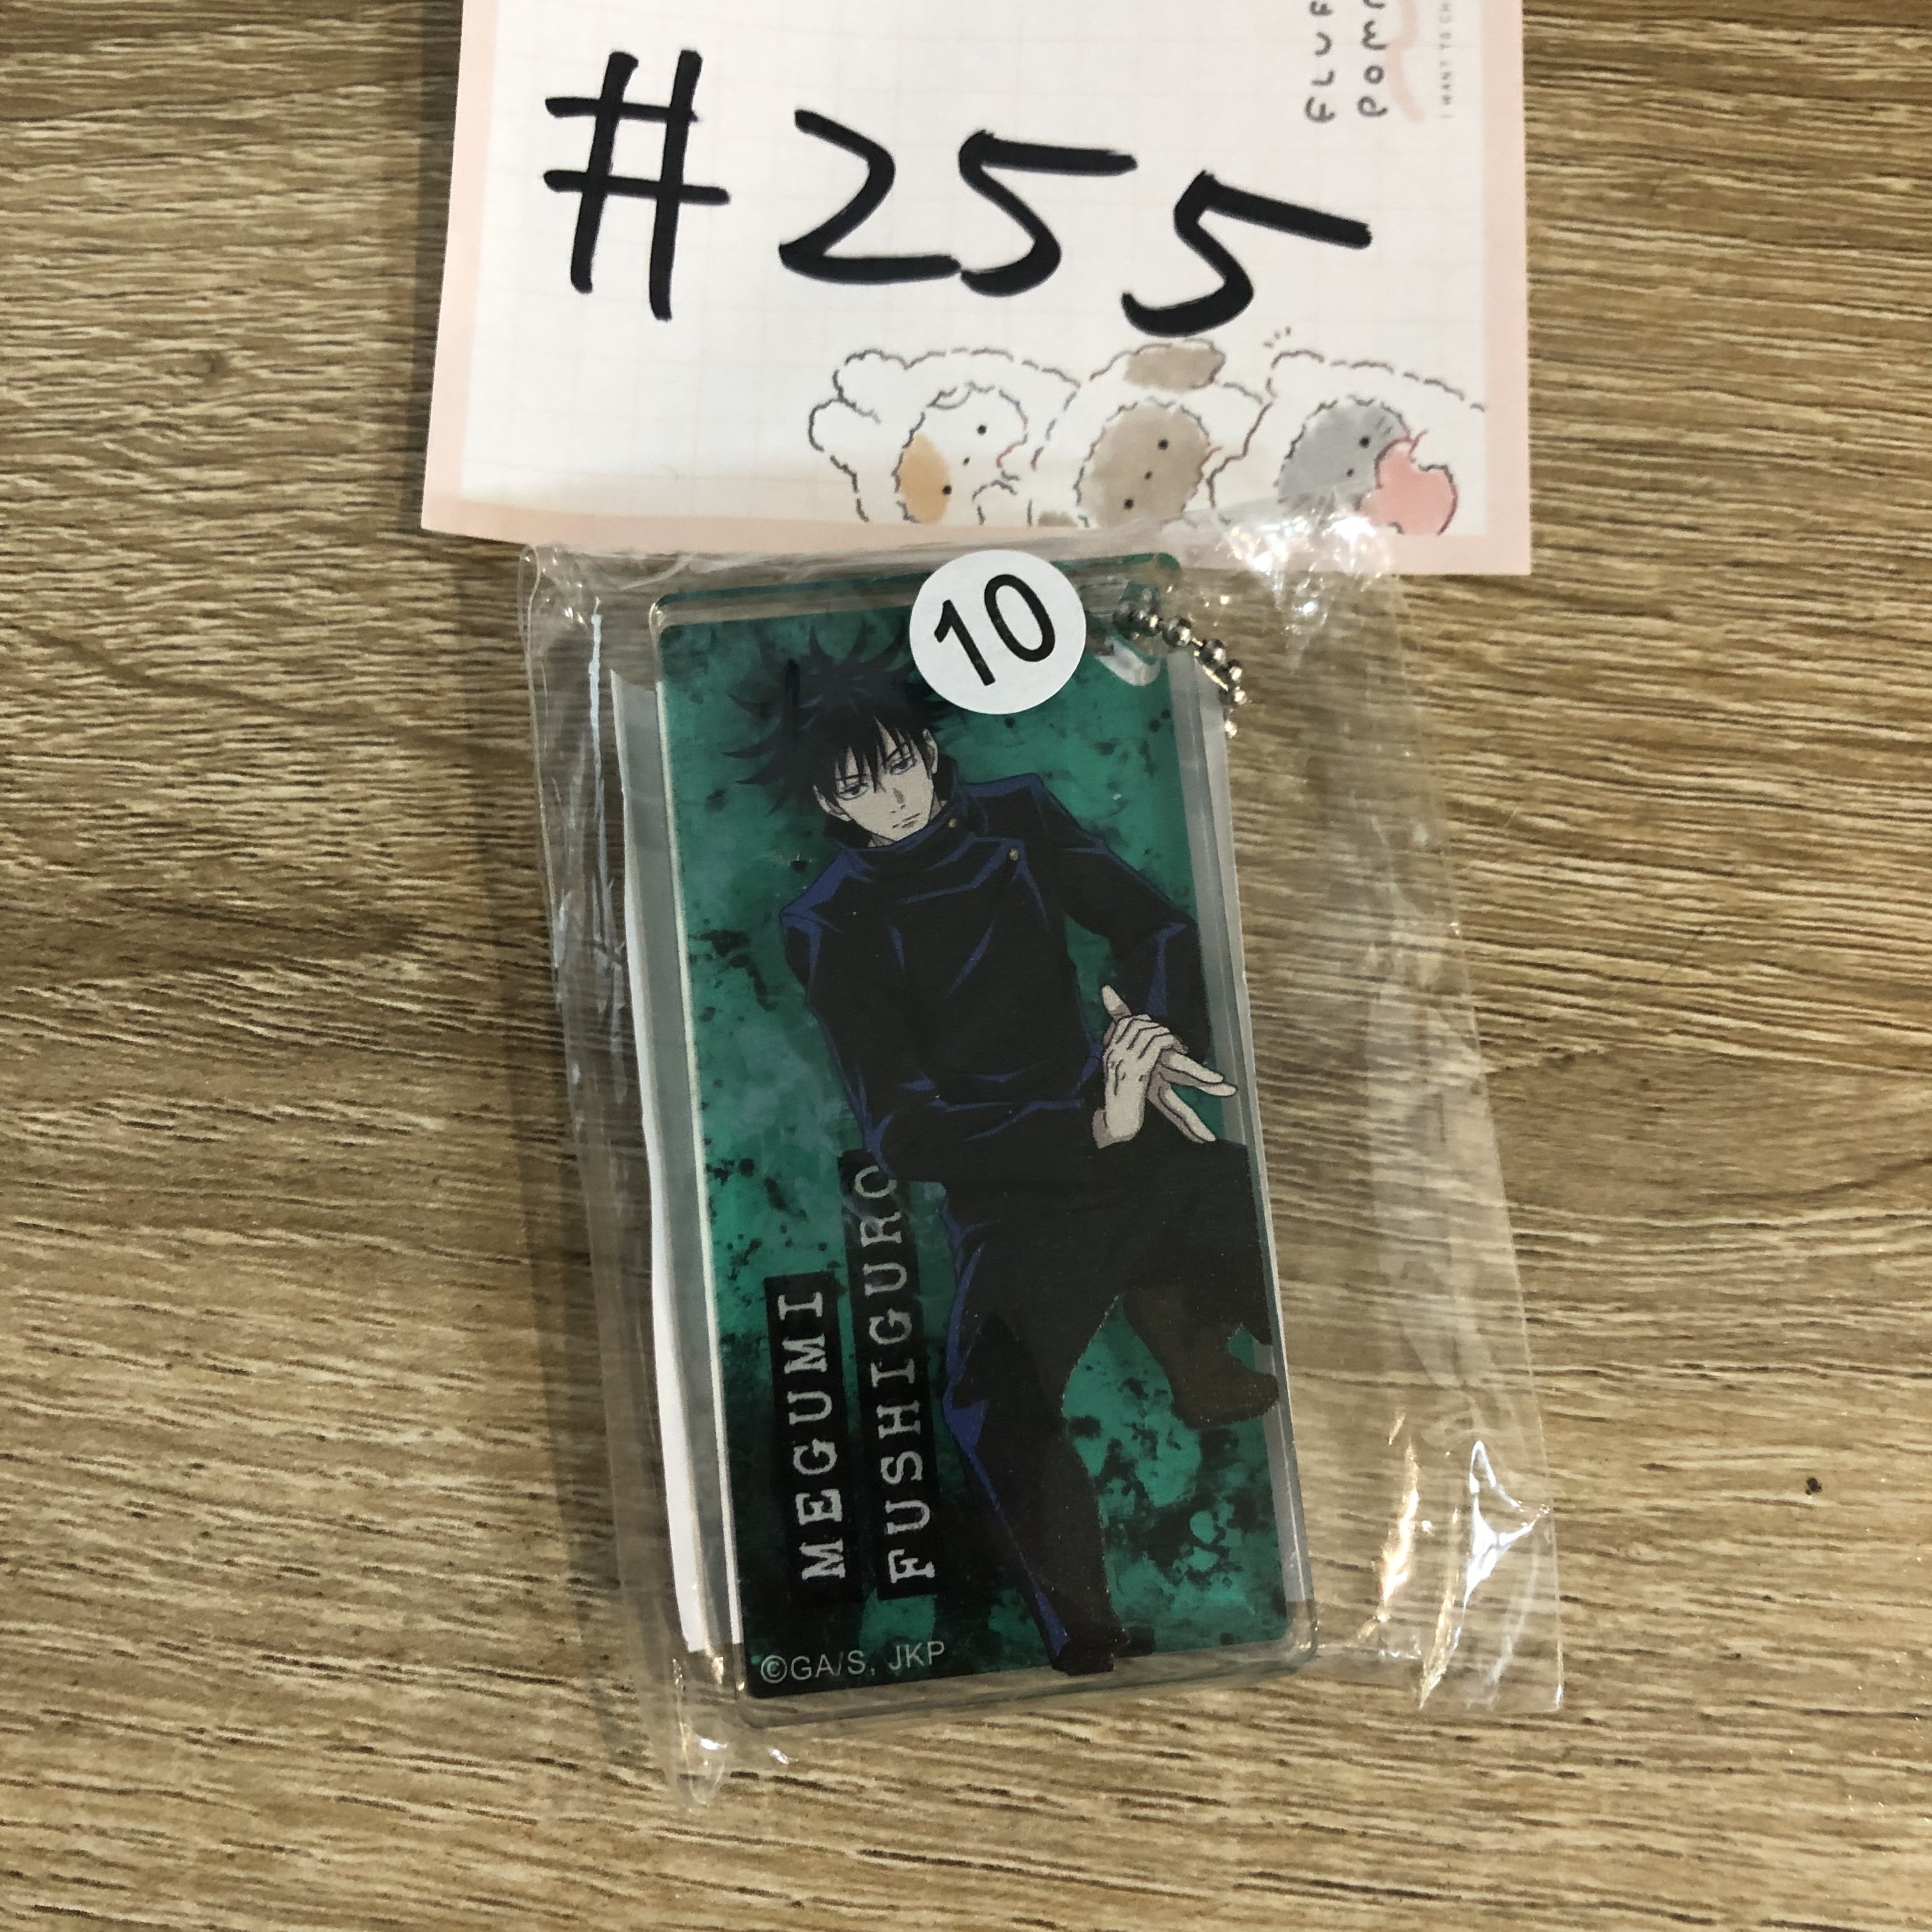 #255
10
MEGUMI
FUSHIGURO
©GA/S, JKP